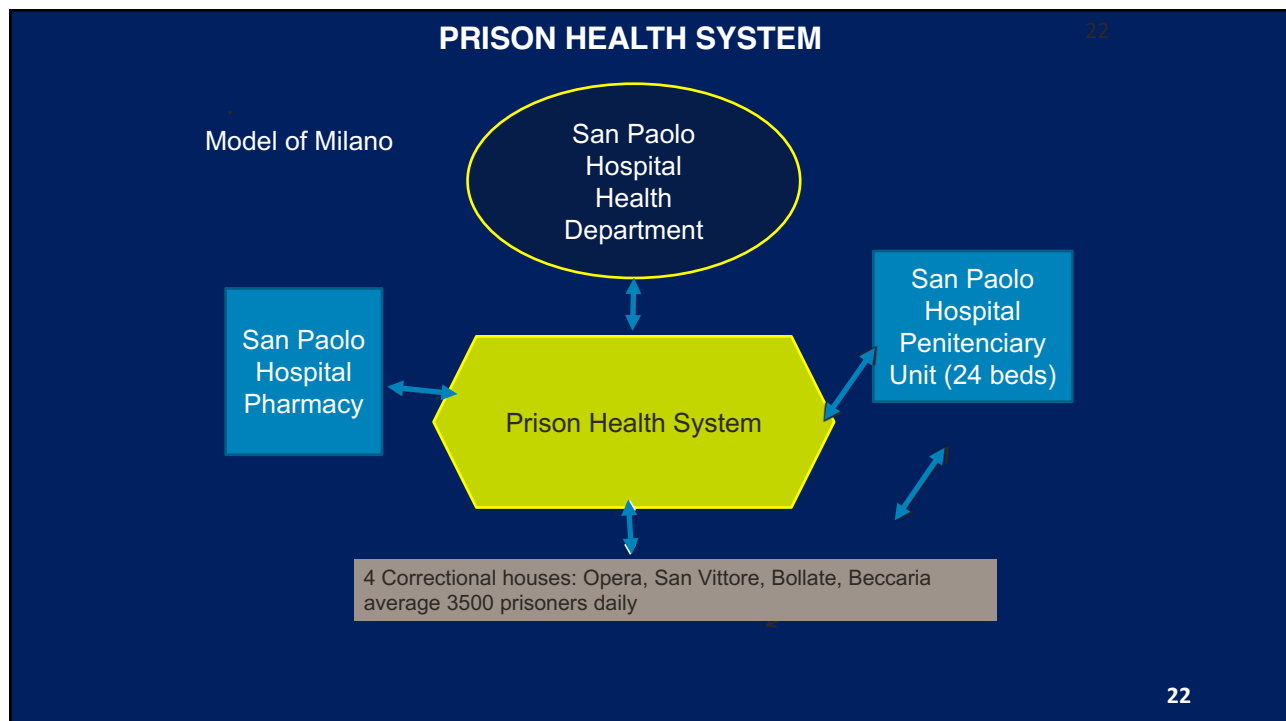 PRISON HEALTH SYSTEM
22
Model of Milano
San Paolo
Hospital
Health
Department
San Paolo
Hospital
Pharmacy
San Paolo
Hospital
Penitenciary
Unit (24 beds)
Prison Health System
4 Correctional houses: Opera, San Vittore, Bollate, Beccaria
average 3500 prisoners daily
22